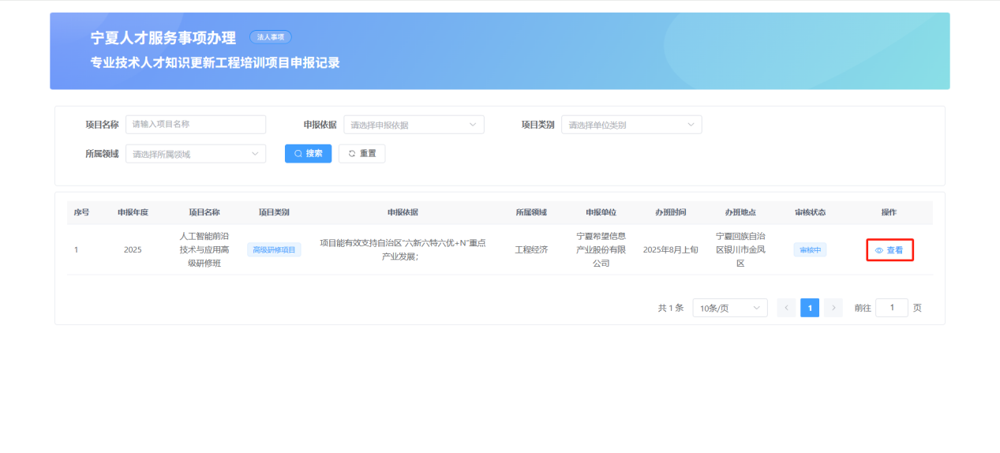 宁夏人才服务事项办理 法人事项
专业技术人才知识更新工程培训项目申报记录
项目名称 请输入项目名称 申报依据 请选择申报依据 项目类别 请选择单位类别
所属领域 请选择所属领域 搜索 重置
序号 申报年度 项目名称 项目类别 申报依据 所属领域 申报单位 办班时间 办班地点 审核状态 操作
1 2025 人工智能前沿技术与应用高级研修班 高级研修项目 项目能有效支持自治区“六新六特六优+N”重点产业发展； 工程经济 宁夏希望信息产业股份有限公司 2025年8月上旬 宁夏回族自治区银川市金凤区 审核中 查看
共 1 条 10条/页 1 前往 1 页